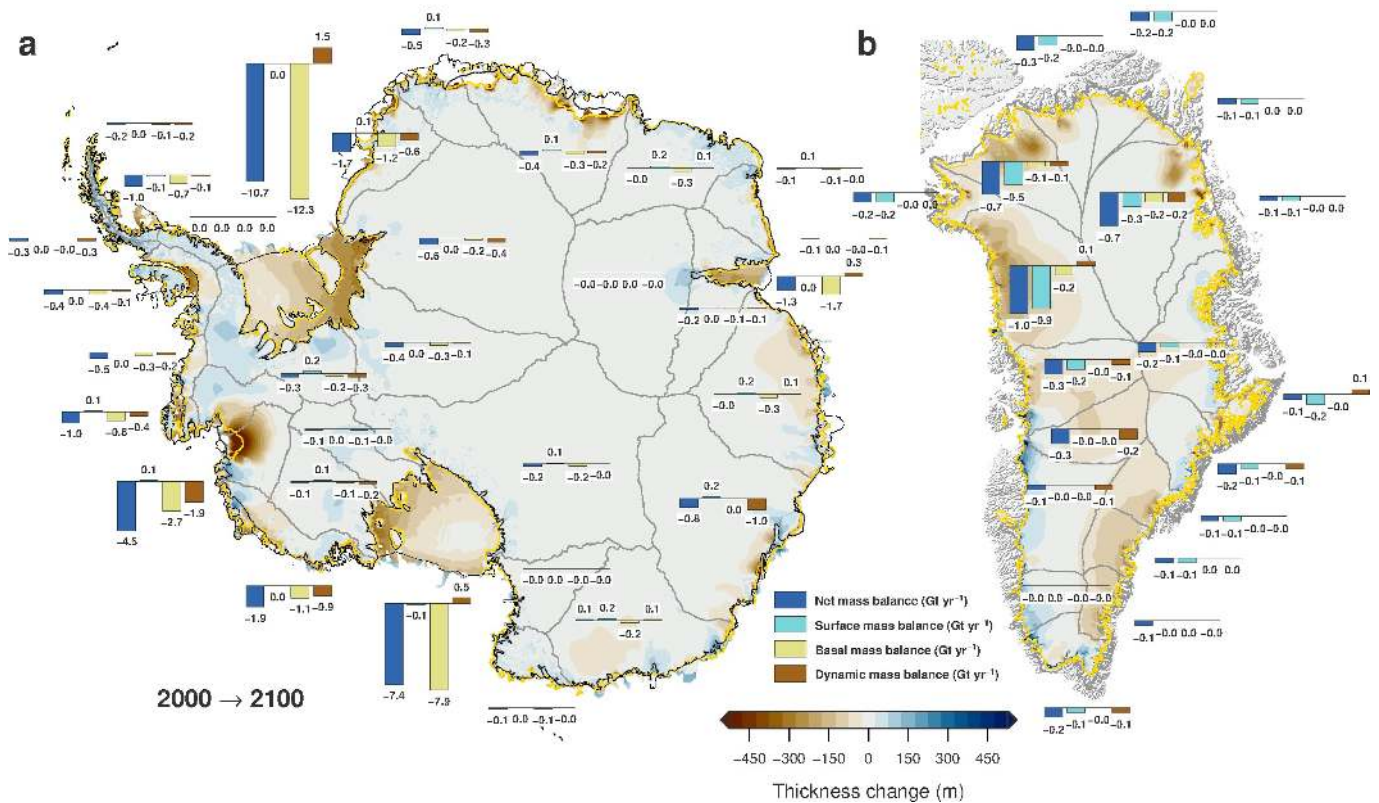 a
b
0.1
−0.5 −0.2 −0.3
1.5
0.0
−10.7
−12.3
−0.2 0.0 −0.1 −0.2
−0.1 −0.1
−1.0 −0.7
0.0 0.0 0.0 0.0
−0.3 0.0 −0.0 −0.3
−0.4 0.0 −0.4 −0.1
0.0
−0.5 −0.3 −0.2
0.1
−1.0 −0.4
0.1
−4.5 −2.7 −1.9
0.0
−1.9 −1.1 −0.9
0.1
−1.7 −1.2 −0.6
0.1
−0.4 −0.3 −0.2
0.2 0.1
−0.0 −0.3
0.1
−0.1 −0.1 −0.0
0.0
−0.2 −0.4
−0.1 0.0 −0.0 0.1
−0.0 −0.0 0.0 −0.0
0.3
0.0
−1.3 −1.7
−0.2 0.0 −0.1 −0.1
0.0
−0.4 −0.3 −0.1
0.2
−0.3 −0.2 −0.3
0.2 0.1
−0.0 −0.3
−0.1 0.0 −0.1 −0.0
0.1
−0.1 −0.1 −0.2
0.1
−0.2 −0.2 −0.0
0.2
0.0
−1.0
−0.0 0.0 −0.0 −0.0
0.1 0.2 0.1
−0.2
0.5
−0.1
−7.4
−0.1 0.0 −0.1 −0.0
2000 → 2100
Net mass balance (Gt yr⁻¹)
Surface mass balance (Gt yr⁻¹)
Basal mass balance (Gt yr⁻¹)
Dynamic mass balance (Gt yr⁻¹)
−450 −300 −150 0 150 300 450
Thickness change (m)
−0.0 0.0
−0.2 −0.2
−0.0 −0.0
−0.3 −0.2
−0.1 −0.1 0.0 0.0
−0.1 −0.1
−0.7 −0.5
−0.2 −0.2 −0.0 0.0
−0.3 −0.2 −0.2
−0.7
−0.1 −0.1 −0.0 0.0
0.1
−0.2
−1.0 −0.9
−0.2 −0.1 −0.0 −0.0
−0.0
−0.3 −0.2 −0.1
0.1
−0.1 −0.2 −0.0
−0.0 −0.0
−0.3 −0.2
−0.2 −0.1 −0.0 −0.1
−0.1 −0.0 −0.0 −0.1
−0.1 −0.1 −0.0 −0.0
−0.1 −0.1 0.0 0.0
−0.0 0.0 −0.0 −0.0
−0.1 −0.0 0.0 −0.0
−0.2 −0.1 −0.0 −0.1